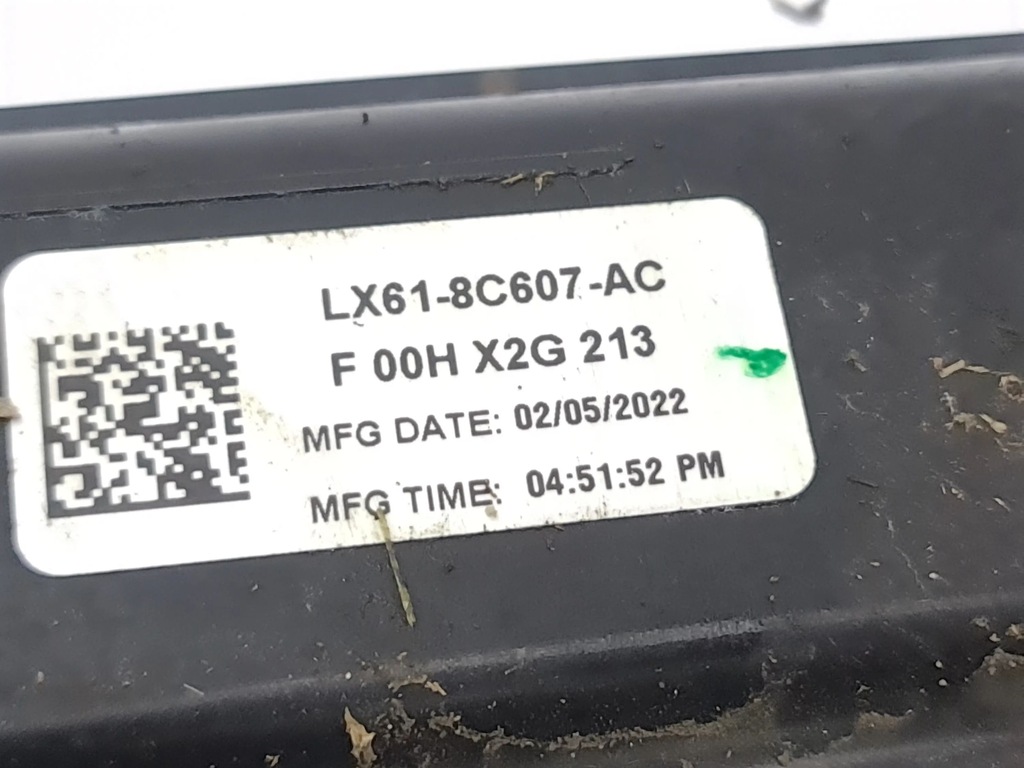 LX61-8C607-AC
F 00H X2G 213
MFG DATE: 02/05/2022
MFG TIME: 04:51:52 PM